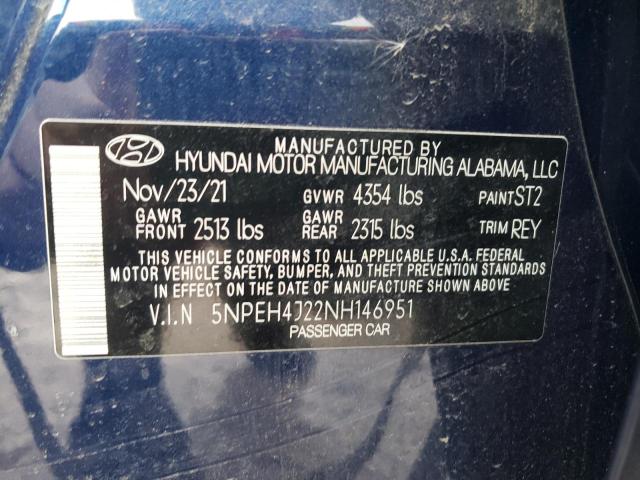 MANUFACTURED BY
HYUNDAI MOTOR MANUFACTURING ALABAMA, LLC
Nov/23/21 GVWR 4354 lbs PAINT ST2
GAWR FRONT 2513 lbs GAWR REAR 2315 lbs TRIM REY
THIS VEHICLE CONFORMS TO ALL APPLICABLE U.S.A. FEDERAL
MOTOR VEHICLE SAFETY, BUMPER, AND THEFT PREVENTION STANDARDS
IN EFFECT ON THE DATE OF MANUFACTURE SHOWN ABOVE.
V.I.N 5NPEH4J22NH146951
PASSENGER CAR